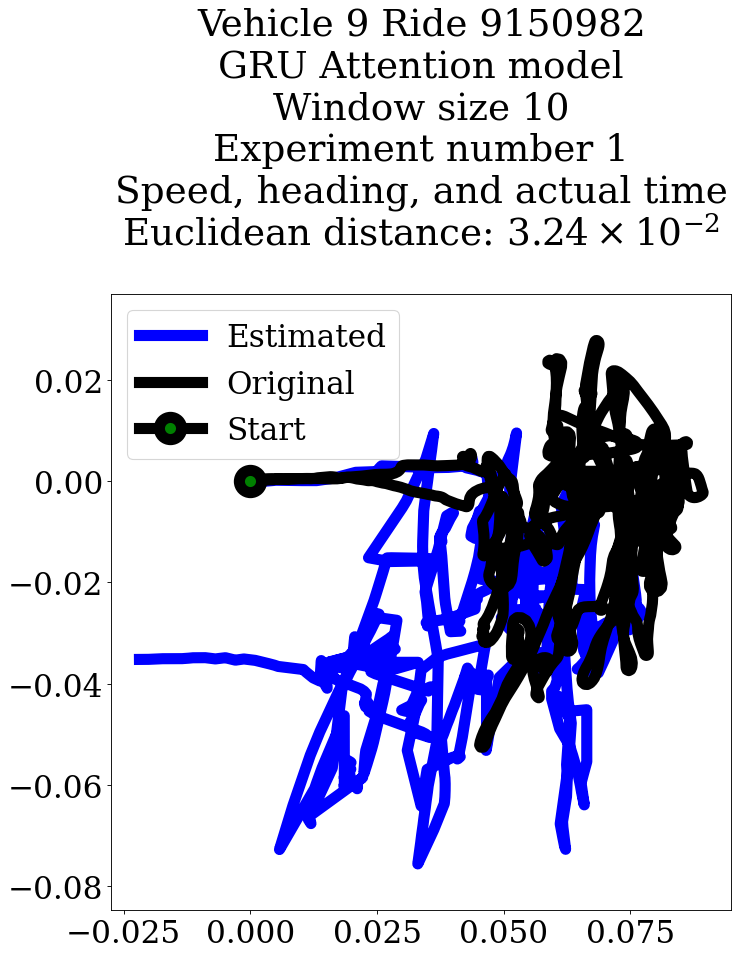 Vehicle 9 Ride 9150982
GRU Attention model
Window size 10
Experiment number 1
Speed, heading, and actual time
Euclidean distance: 3.24 × 10⁻²
Estimated
Original
Start
0.02
0.00
−0.02
−0.04
−0.06
−0.08
−0.025 0.000 0.025 0.050 0.075